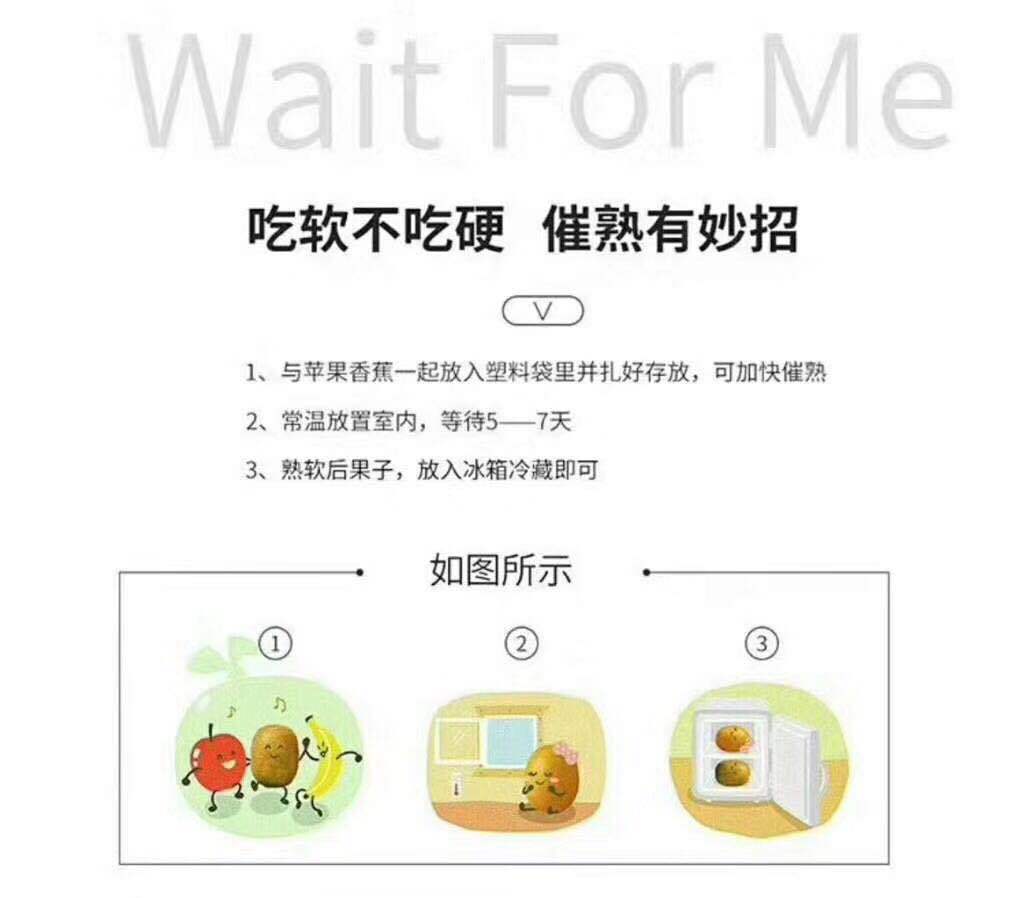 Wait For Me
吃软不吃硬 催熟有妙招
V
1、与苹果香蕉一起放入塑料袋里并扎好存放，可加快催熟
2、常温放置室内，等待5——7天
3、熟软后果子，放入冰箱冷藏即可
如图所示
① ② ③